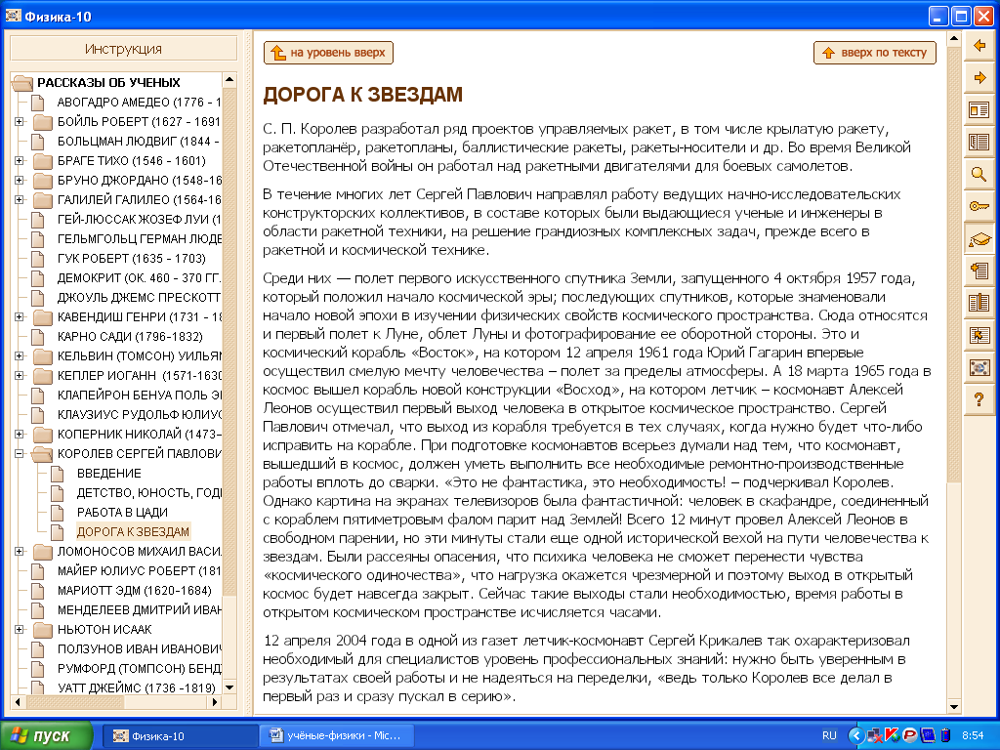 Физика-10
Инструкция
РАССКАЗЫ ОБ УЧЕНЫХ
АВОГАДРО АМЕДЕО (1776 - 1
БОЙЛЬ РОБЕРТ (1627 - 1691
БОЛЬЦМАН ЛЮДВИГ (1844 -
БРАГЕ ТИХО (1546 - 1601)
БРУНО ДЖОРДАНО (1548-16
ГАЛИЛЕЙ ГАЛИЛЕО (1564-16
ГЕЙ-ЛЮССАК ЖОЗЕФ ЛУИ (1
ГЕЛЬМГОЛЬЦ ГЕРМАН ЛЮДЕ
ГУК РОБЕРТ (1635 - 1703)
ДЕМОКРИТ (ОК. 460 - 370 ГГ.
ДЖОУЛЬ ДЖЕМС ПРЕСКОТТ
КАВЕНДИШ ГЕНРИ (1731 - 18
КАРНО САДИ (1796-1832)
КЕЛЬВИН (ТОМСОН) УИЛЬЯМ
КЕПЛЕР ИОГАНН (1571-1630
КЛАПЕЙРОН БЕНУА ПОЛЬ ЭМ
КЛАУЗИУС РУДОЛЬФ ЮЛИУС
КОПЕРНИК НИКОЛАЙ (1473-
КОРОЛЕВ СЕРГЕЙ ПАВЛОВИ
ВВЕДЕНИЕ
ДЕТСТВО, ЮНОСТЬ, ГОДЫ
РАБОТА В ЦАДИ
ДОРОГА К ЗВЕЗДАМ
ЛОМОНОСОВ МИХАИЛ ВАСИЛ
МАЙЕР ЮЛИУС РОБЕРТ (181
МАРИОТТ ЭДМ (1620-1684)
МЕНДЕЛЕЕВ ДМИТРИЙ ИВАН
НЬЮТОН ИСААК
ПОЛЗУНОВ ИВАН ИВАНОВИЧ
РУМФОРД (ТОМПСОН) БЕНДЖ
УАТТ ДЖЕЙМС (1736 -1819)
на уровень вверх
вверх по тексту
ДОРОГА К ЗВЕЗДАМ
С. П. Королев разработал ряд проектов управляемых ракет, в том числе крылатую ракету,
ракетопланёр, ракетопланы, баллистические ракеты, ракеты-носители и др. Во время Великой
Отечественной войны он работал над ракетными двигателями для боевых самолетов.
В течение многих лет Сергей Павлович направлял работу ведущих начно-исследовательских
конструкторских коллективов, в составе которых были выдающиеся ученые и инженеры в
области ракетной техники, на решение грандиозных комплексных задач, прежде всего в
ракетной и космической технике.
Среди них — полет первого искусственного спутника Земли, запущенного 4 октября 1957 года,
который положил начало космической эры; последующих спутников, которые знаменовали
начало новой эпохи в изучении физических свойств космического пространства. Сюда относятся
и первый полет к Луне, облет Луны и фотографирование ее оборотной стороны. Это и
космический корабль «Восток», на котором 12 апреля 1961 года Юрий Гагарин впервые
осуществил смелую мечту человечества – полет за пределы атмосферы. А 18 марта 1965 года в
космос вышел корабль новой конструкции «Восход», на котором летчик – космонавт Алексей
Леонов осуществил первый выход человека в открытое космическое пространство. Сергей
Павлович отмечал, что выход из корабля требуется в тех случаях, когда нужно будет что-либо
исправить на корабле. При подготовке космонавтов всерьез думали над тем, что космонавт,
вышедший в космос, должен уметь выполнить все необходимые ремонтно-производственные
работы вплоть до сварки. «Это не фантастика, это необходимость! – подчеркивал Королев.
Однако картина на экранах телевизоров была фантастичной: человек в скафандре, соединенный
с кораблем пятиметровым фалом парит над Землей! Всего 12 минут провел Алексей Леонов в
свободном парении, но эти минуты стали еще одной исторической вехой на пути человечества к
звездам. Были рассеяны опасения, что психика человека не сможет перенести чувства
«космического одиночества», что нагрузка окажется чрезмерной и поэтому выход в открытый
космос будет навсегда закрыт. Сейчас такие выходы стали необходимостью, время работы в
открытом космическом пространстве исчисляется часами.
12 апреля 2004 года в одной из газет летчик-космонавт Сергей Крикалев так охарактеризовал
необходимый для специалистов уровень профессиональных знаний: нужно быть уверенным в
результатах своей работы и не надеяться на переделки, «ведь только Королев все делал в
первый раз и сразу пускал в серию».
пуск
Физика-10
учёные-физики - Mic...
RU
8:54